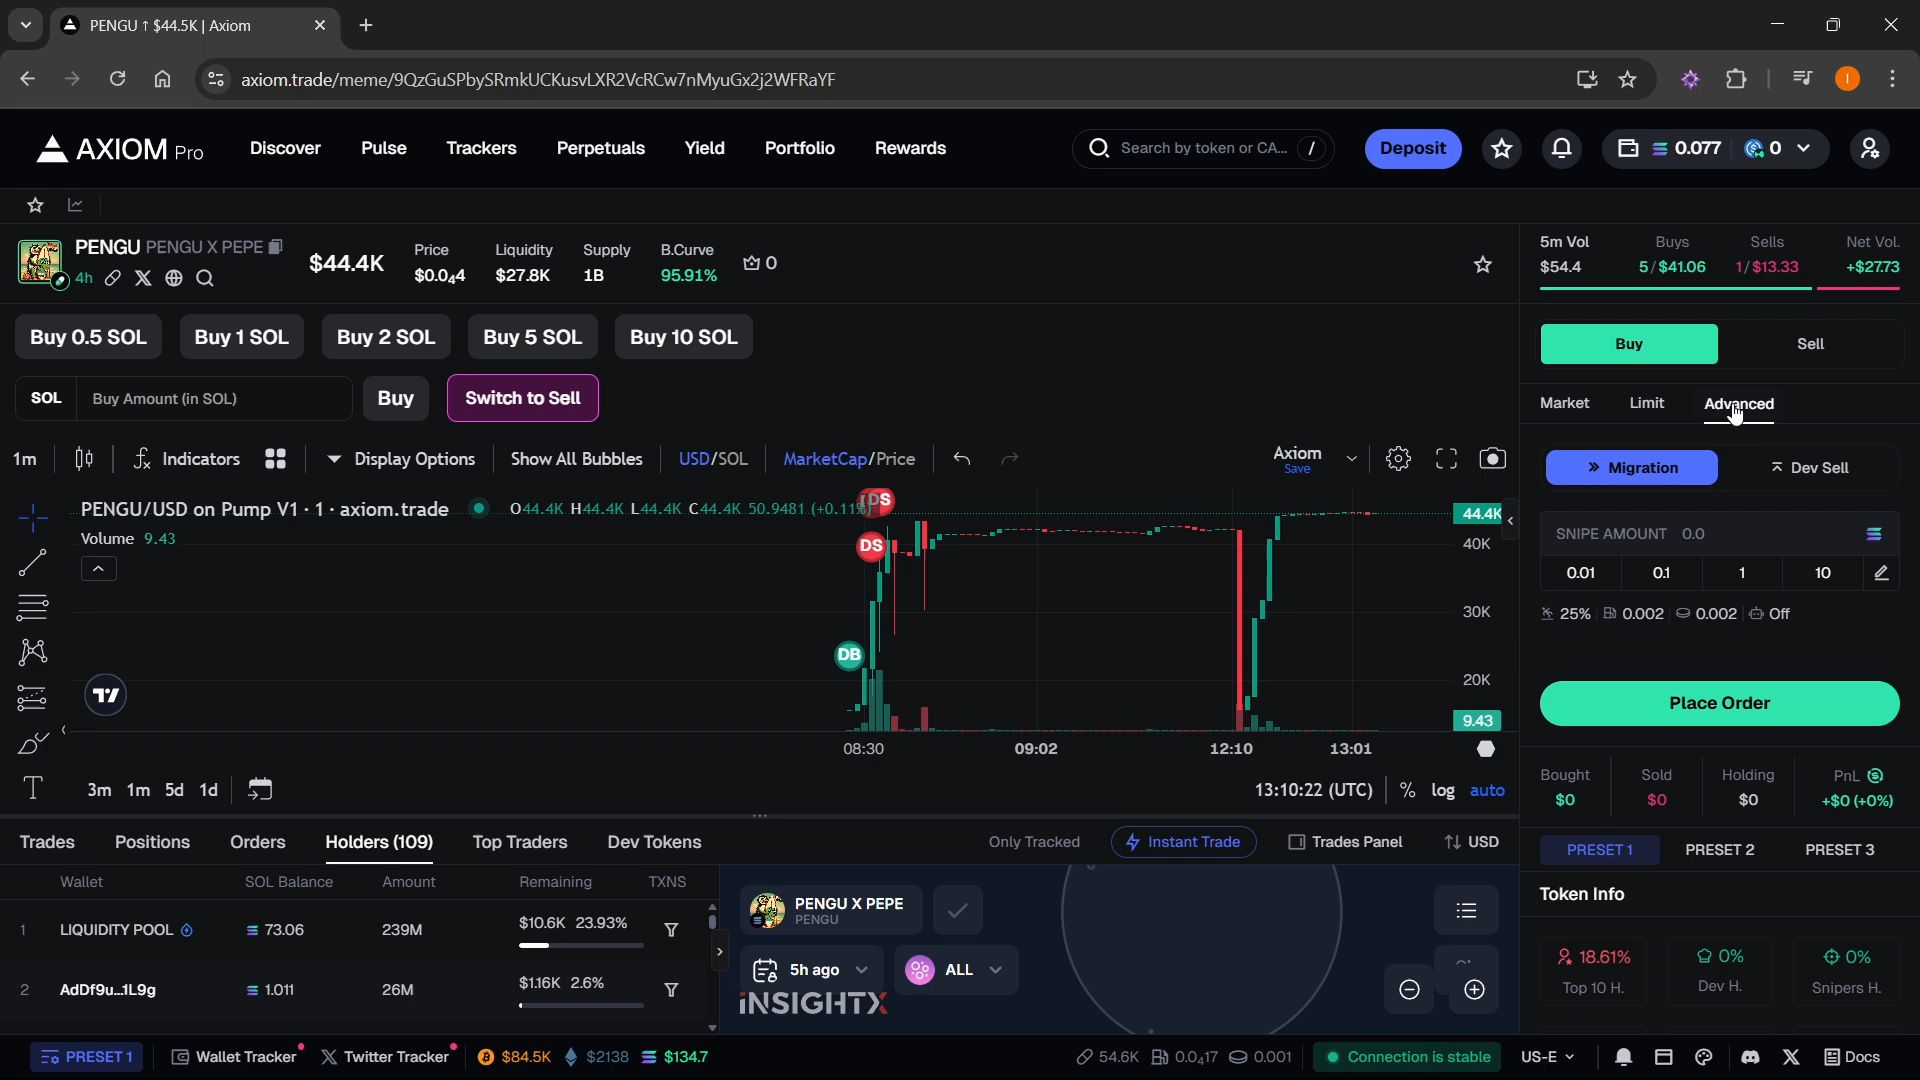 PENGU ↑ $44.5K | Axiom
axiom.trade/meme/9QzGuSPbySRmkUCKusvLXR2VcRCw7nMyuGx2j2WFRaYF
I
AXIOM Pro
Discover Pulse Trackers Perpetuals Yield Portfolio Rewards
Search by token or CA... /
Deposit
0.077 0
PENGU PENGU X PEPE
4h
$44.4K
Price Liquidity Supply B.Curve
$0.0₄4 $27.8K 1B 95.91%
0
5m Vol Buys Sells Net Vol.
$54.4 5/$41.06 1/$13.33 +$27.73
Buy 0.5 SOL Buy 1 SOL Buy 2 SOL Buy 5 SOL Buy 10 SOL
Buy Sell
SOL Buy Amount (in SOL) Buy Switch to Sell
Market Limit Advanced
1m Indicators Display Options Show All Bubbles USD/SOL MarketCap/Price
Axiom
Save
Migration Dev Sell
PENGU/USD on Pump V1 · 1 · axiom.trade O44.4K H44.4K L44.4K C44.4K 50.9481 (+0.11%)
Volume 9.43
DS
DS
DB
44.4K
40K
30K
20K
9.43
SNIPE AMOUNT 0.0
0.01 0.1 1 10
25% 0.002 0.002 Off
Place Order
08:30 09:02 12:10 13:01
3m 1m 5d 1d
13:10:22 (UTC) % log auto
Bought Sold Holding PnL
$0 $0 $0 +$0 (+0%)
Trades Positions Orders Holders (109) Top Traders Dev Tokens
Only Tracked Instant Trade Trades Panel USD
PRESET 1 PRESET 2 PRESET 3
Wallet SOL Balance Amount Remaining TXNS
1 LIQUIDITY POOL 73.06 239M $10.6K 23.93%
2 AdDf9u...1L9g 1.011 26M $1.16K 2.6%
PENGU X PEPE
PENGU
5h ago ALL
INSIGHTX
Token Info
18.61% 0% 0%
Top 10 H. Dev H. Snipers H.
PRESET 1 Wallet Tracker Twitter Tracker $84.5K $2138 $134.7
54.6K 0.0₄17 0.001 Connection is stable US-E Docs